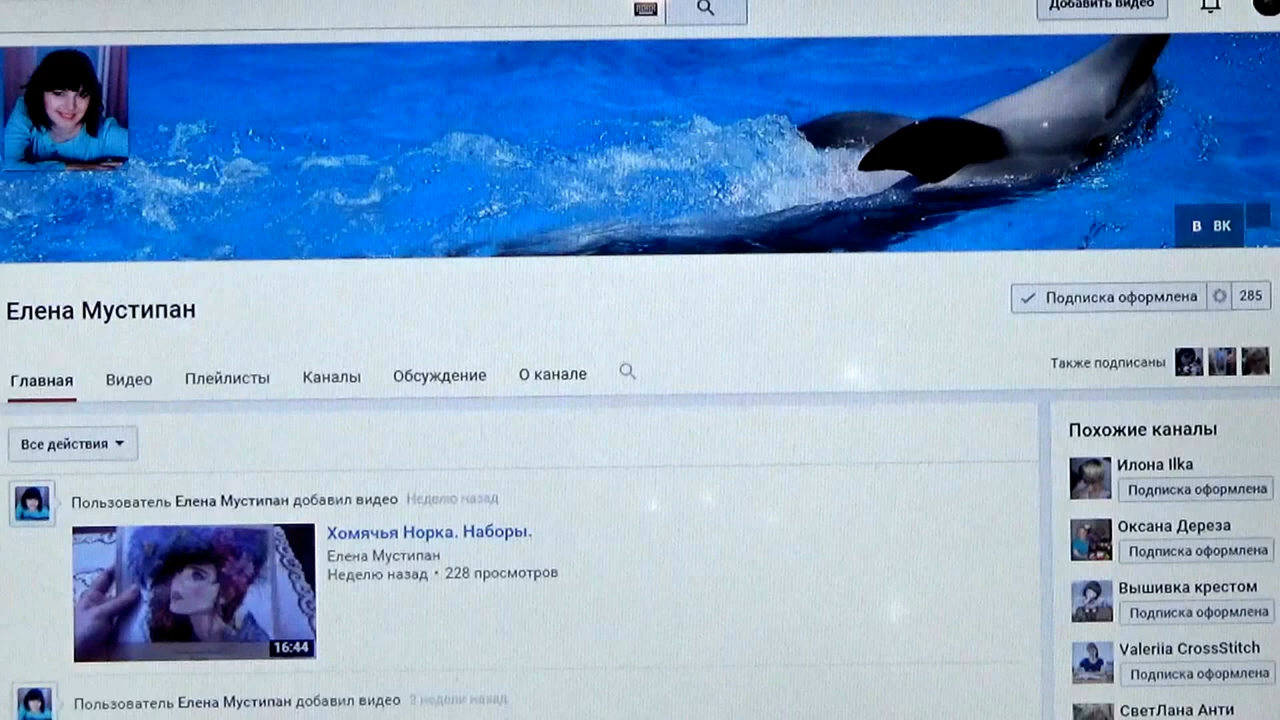 Добавить видео
В ВК
Елена Мустипан
Подписка оформлена 285
Также подписаны
Главная Видео Плейлисты Каналы Обсуждение О канале
Все действия
Пользователь Елена Мустипан добавил видео Неделю назад
Хомячья Норка. Наборы.
Елена Мустипан
Неделю назад • 228 просмотров
16:44
Пользователь Елена Мустипан добавил видео 2 недели назад
Похожие каналы
Илона Ilka
Подписка оформлена
Оксана Дереза
Подписка оформлена
Вышивка крестом
Подписка оформлена
Valeriia CrossStitch
Подписка оформлена
СветЛана Анти